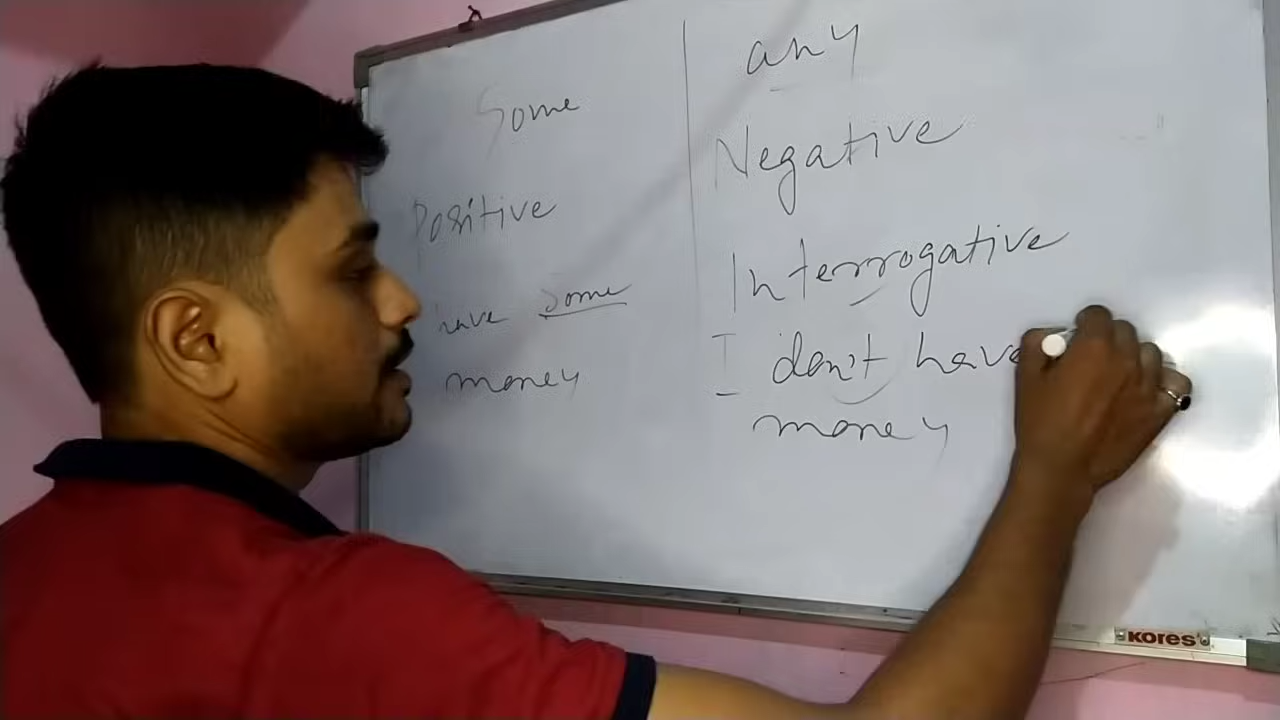 Some
Positive
have some
money
any
Negative
Interrogative
I don't have
money
KORES